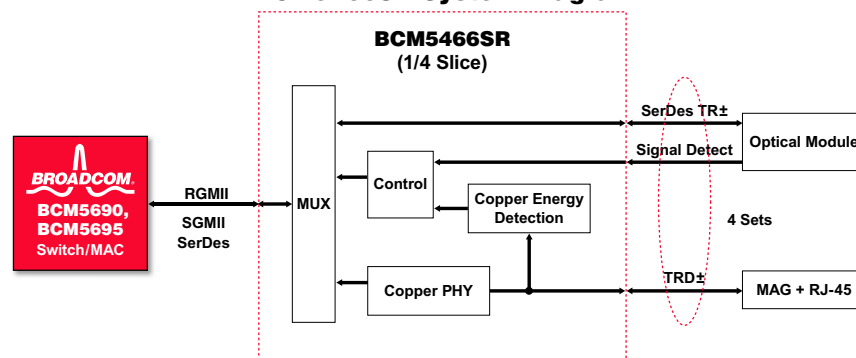 BCM5466SR
(1/4 Slice)
SerDes TR±
Optical Module
Signal Detect
BROADCOM.
BCM5690,
BCM5695
Switch/MAC
RGMII
SGMII
SerDes
MUX
Control
Copper Energy
Detection
4 Sets
Copper PHY
TRD±
MAG + RJ-45